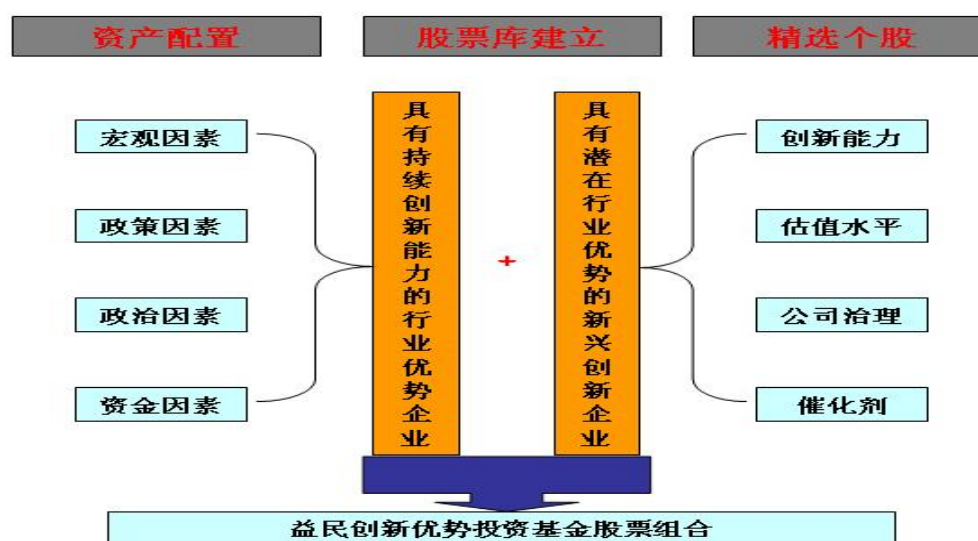 资产配置
股票库建立
精选个股
宏观因素
政策因素
政治因素
资金因素
具有持续创新能力的行业优势企业
+
具有潜在行业优势的新兴创新企业
创新能力
估值水平
公司治理
催化剂
益民创新优势投资基金股票组合